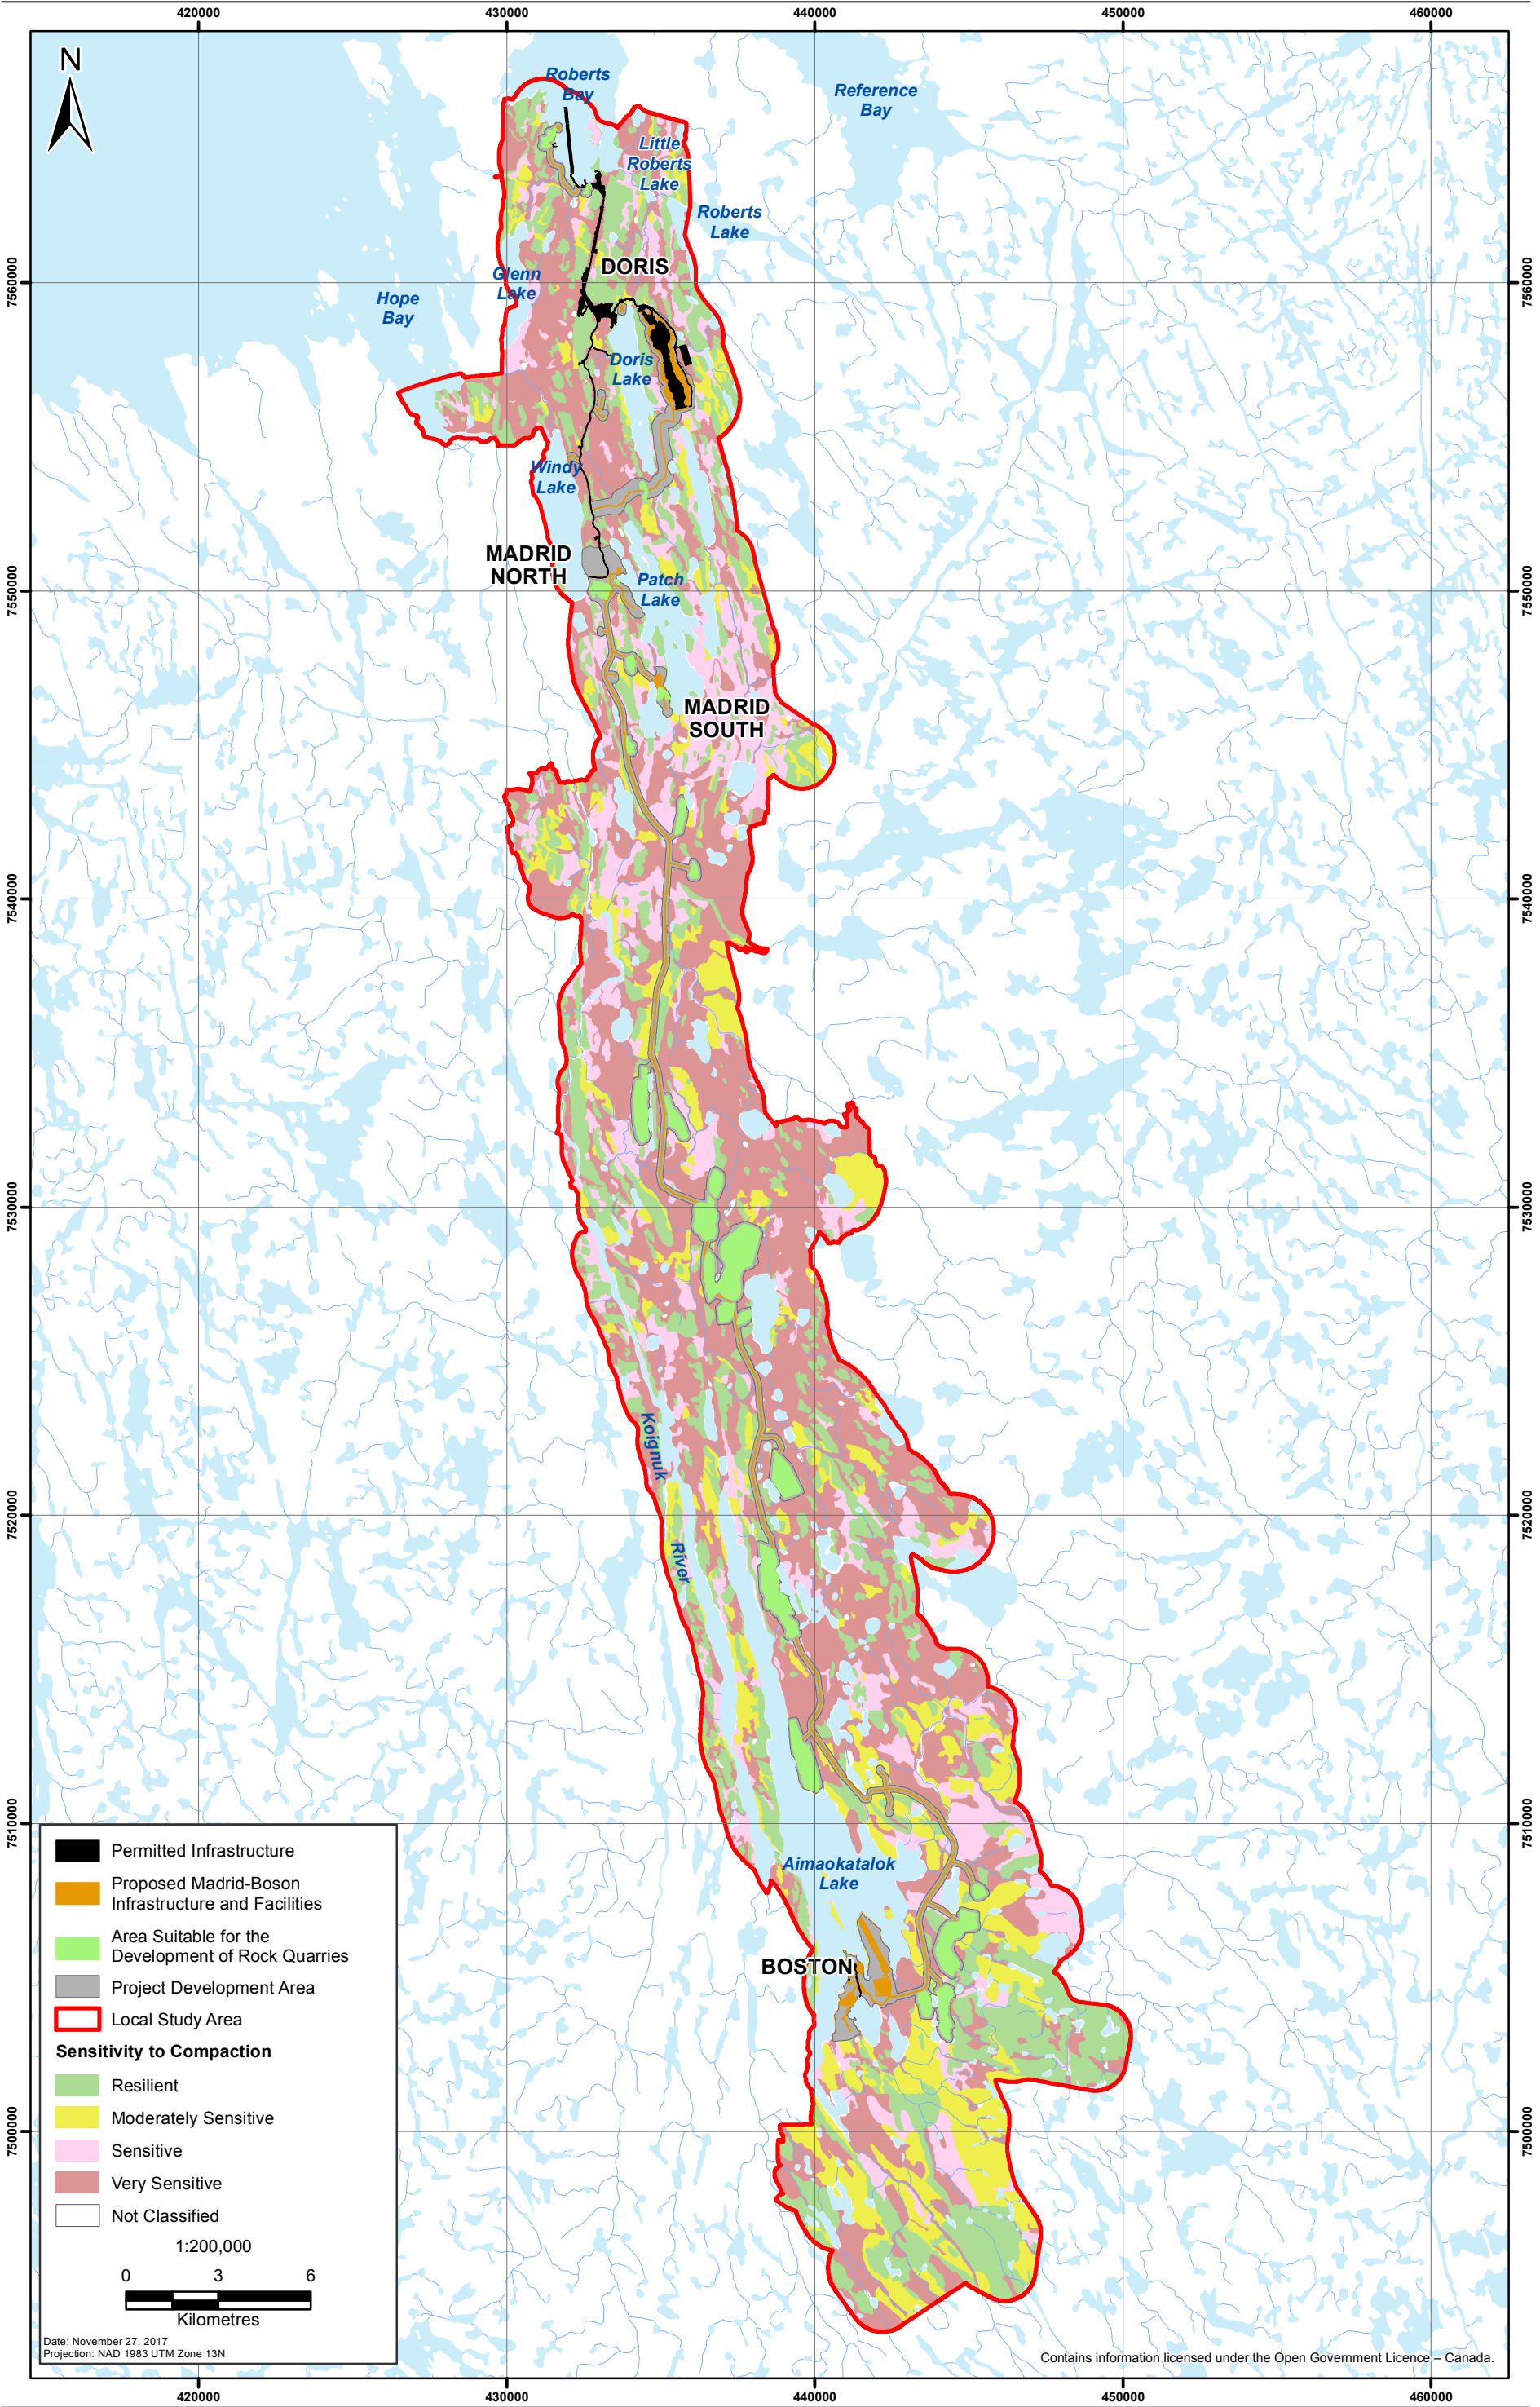 420000
430000
440000
450000
460000
N
Roberts
Bay
Reference
Bay
Little
Roberts
Lake
Roberts
Lake
DORIS
Glenn
Lake
Hope
Bay
7560000
7560000
Doris
Lake
Windy
Lake
MADRID
NORTH
Patch
Lake
7550000
7550000
MADRID
SOUTH
7540000
7540000
7530000
7530000
Koignuk
River
7520000
7520000
7510000
7510000
Aimaokatalok
Lake
BOSTON
7500000
7500000
Permitted Infrastructure
Proposed Madrid-Boson
Infrastructure and Facilities
Area Suitable for the
Development of Rock Quarries
Project Development Area
Local Study Area
Sensitivity to Compaction
Resilient
Moderately Sensitive
Sensitive
Very Sensitive
Not Classified
1:200,000
0 3 6
Kilometres
Date: November 27, 2017
Projection: NAD 1983 UTM Zone 13N
Contains information licensed under the Open Government Licence – Canada.
420000
430000
440000
450000
460000